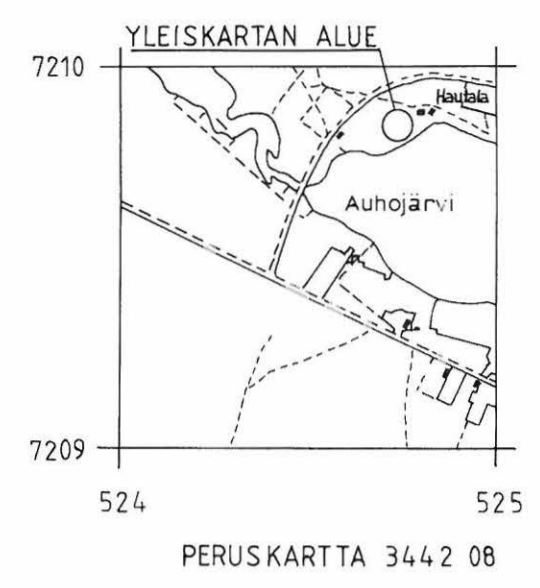 YLEISKARTAN ALUE
7210
Hautala
Auhojärvi
7209
524 525
PERUSKARTTA 3442 08